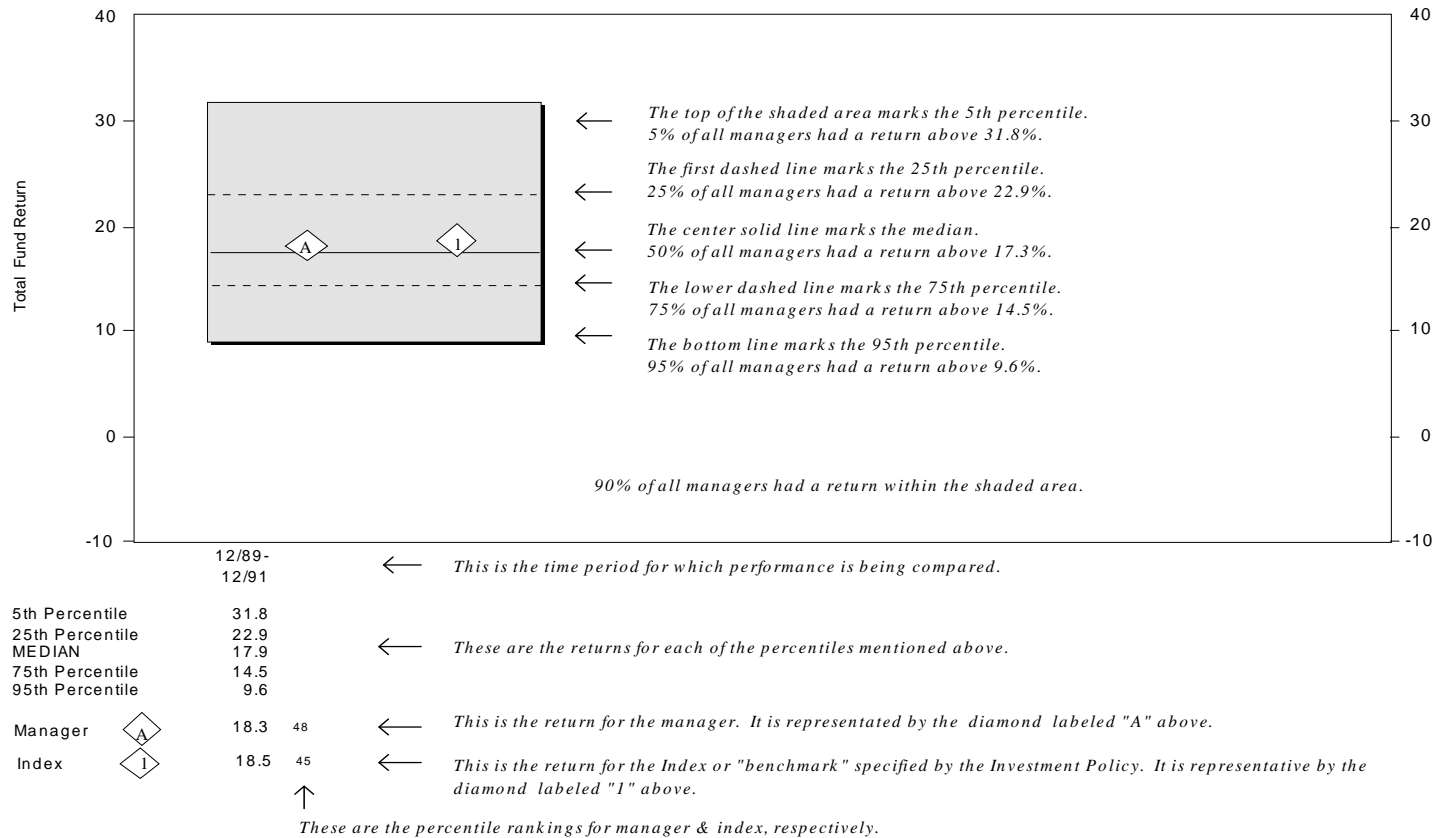 40 40
The top of the shaded area marks the 5th percentile.
30 30
5% of all managers had a return above 31.8%.
The first dashed line marks the 25th percentile.
25% of all managers had a return above 22.9%.
Total Fund Return
20 20
The center solid line marks the median.
A 1
50% of all managers had a return above 17.3%.
The lower dashed line marks the 75th percentile.
75% of all managers had a return above 14.5%.
10 10
The bottom line marks the 95th percentile.
95% of all managers had a return above 9.6%.
0 0
90% of all managers had a return within the shaded area.
-10 -10
12/89-
12/91
This is the time period for which performance is being compared.
5th Percentile 31.8
25th Percentile 22.9
MEDIAN 17.9
These are the returns for each of the percentiles mentioned above.
75th Percentile 14.5
95th Percentile 9.6
Manager A 18.3 48
This is the return for the manager. It is representated by the diamond labeled "A" above.
Index 1 18.5 45
This is the return for the Index or "benchmark" specified by the Investment Policy. It is representative by the
diamond labeled "1" above.
These are the percentile rankings for manager & index, respectively.